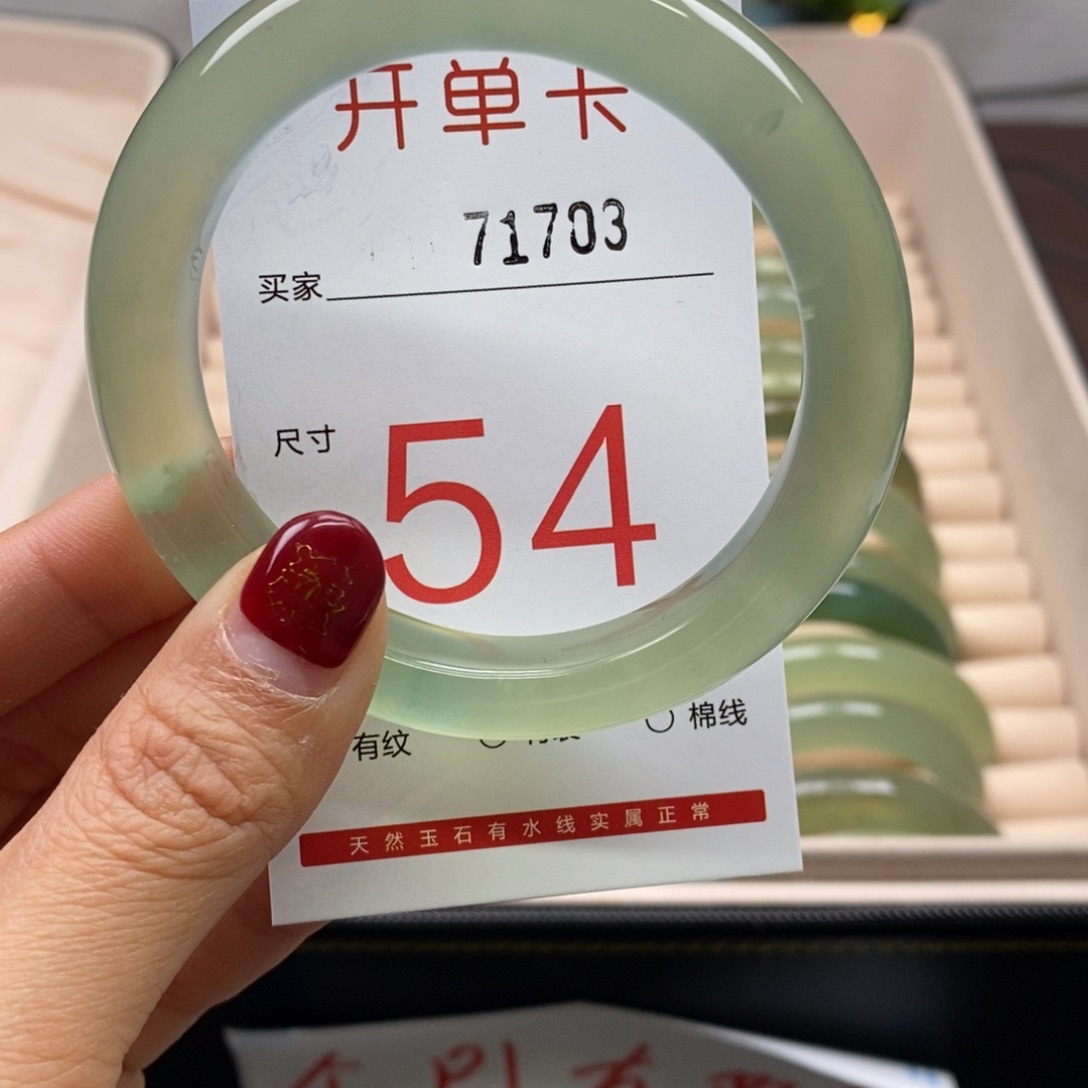 开单卡
71703
买家
尺寸
54
有纹
棉线
天然玉石有水线实属正常